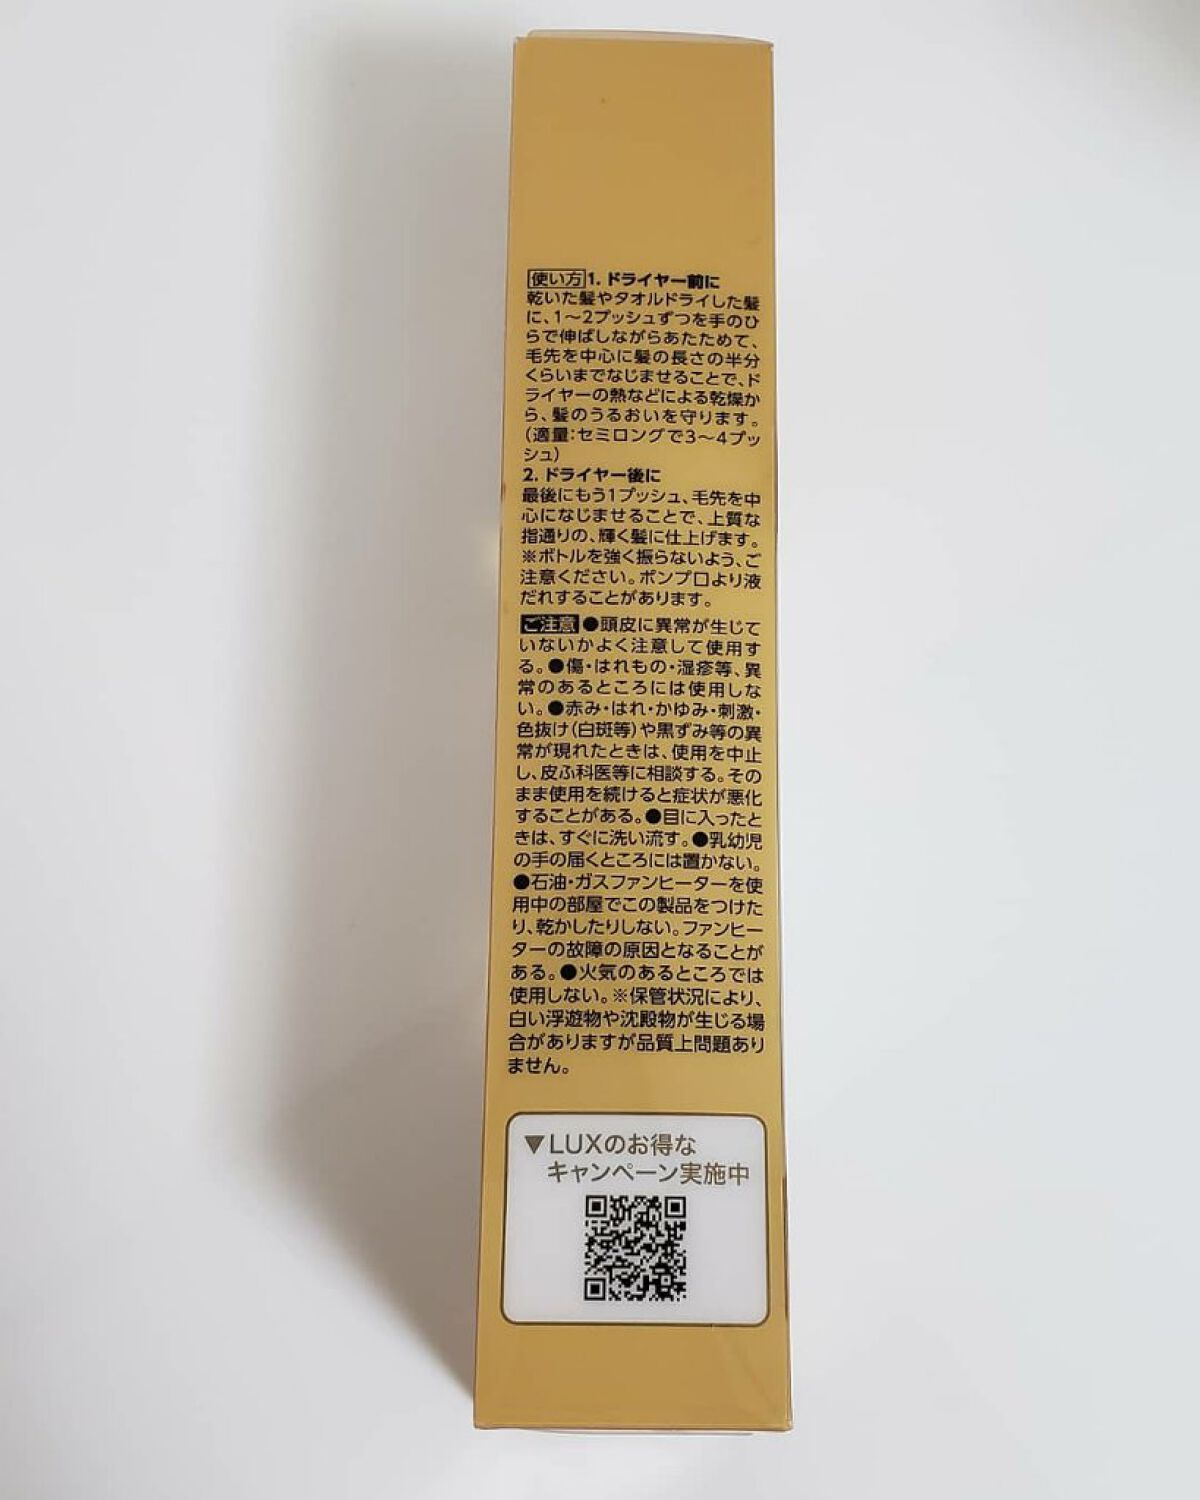 使い方 1. ドライヤー前に
乾いた髪やタオルドライした髪
に、1〜2プッシュずつを手のひ
らで伸ばしながらあたためて、
毛先を中心に髪の長さの半分
くらいまでなじませることで、ド
ライヤーの熱などによる乾燥か
ら、髪のうるおいを守ります。
(適量:セミロングで3〜4プッ
シュ)
2. ドライヤー後に
最後にもう1プッシュ、毛先を中
心になじませることで、上質な
指通りの、輝く髪に仕上げます。
※ボトルを強く振らないよう、ご
注意ください。ポンプ口より液
だれすることがあります。
ご注意 ●頭皮に異常が生じて
いないかよく注意して使用す
る。●傷・はれもの・湿疹等、異
常のあるところには使用しな
い。●赤み・はれ・かゆみ・刺激・
色抜け(白斑等)や黒ずみ等の異
常が現れたときは、使用を中止
し、皮ふ科医等に相談する。その
まま使用を続けると症状が悪化
することがある。●目に入ったと
きは、すぐに洗い流す。●乳幼児
の手の届くところには置かない。
●石油・ガスファンヒーターを使
用中の部屋でこの製品をつけた
り、乾かしたりしない。ファンヒー
ターの故障の原因となることが
ある。●火気のあるところでは
使用しない。※保管状況により、
白い浮遊物や沈殿物が生じる場
合がありますが品質上問題あり
ません。
▼LUXのお得な
キャンペーン実施中